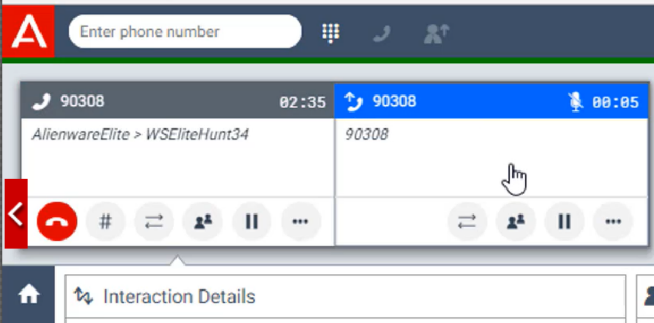 Enter phone number
90308 02:35
90308 00:05
AlienwareElite > WSEliteHunt34
90308
#
Interaction Details